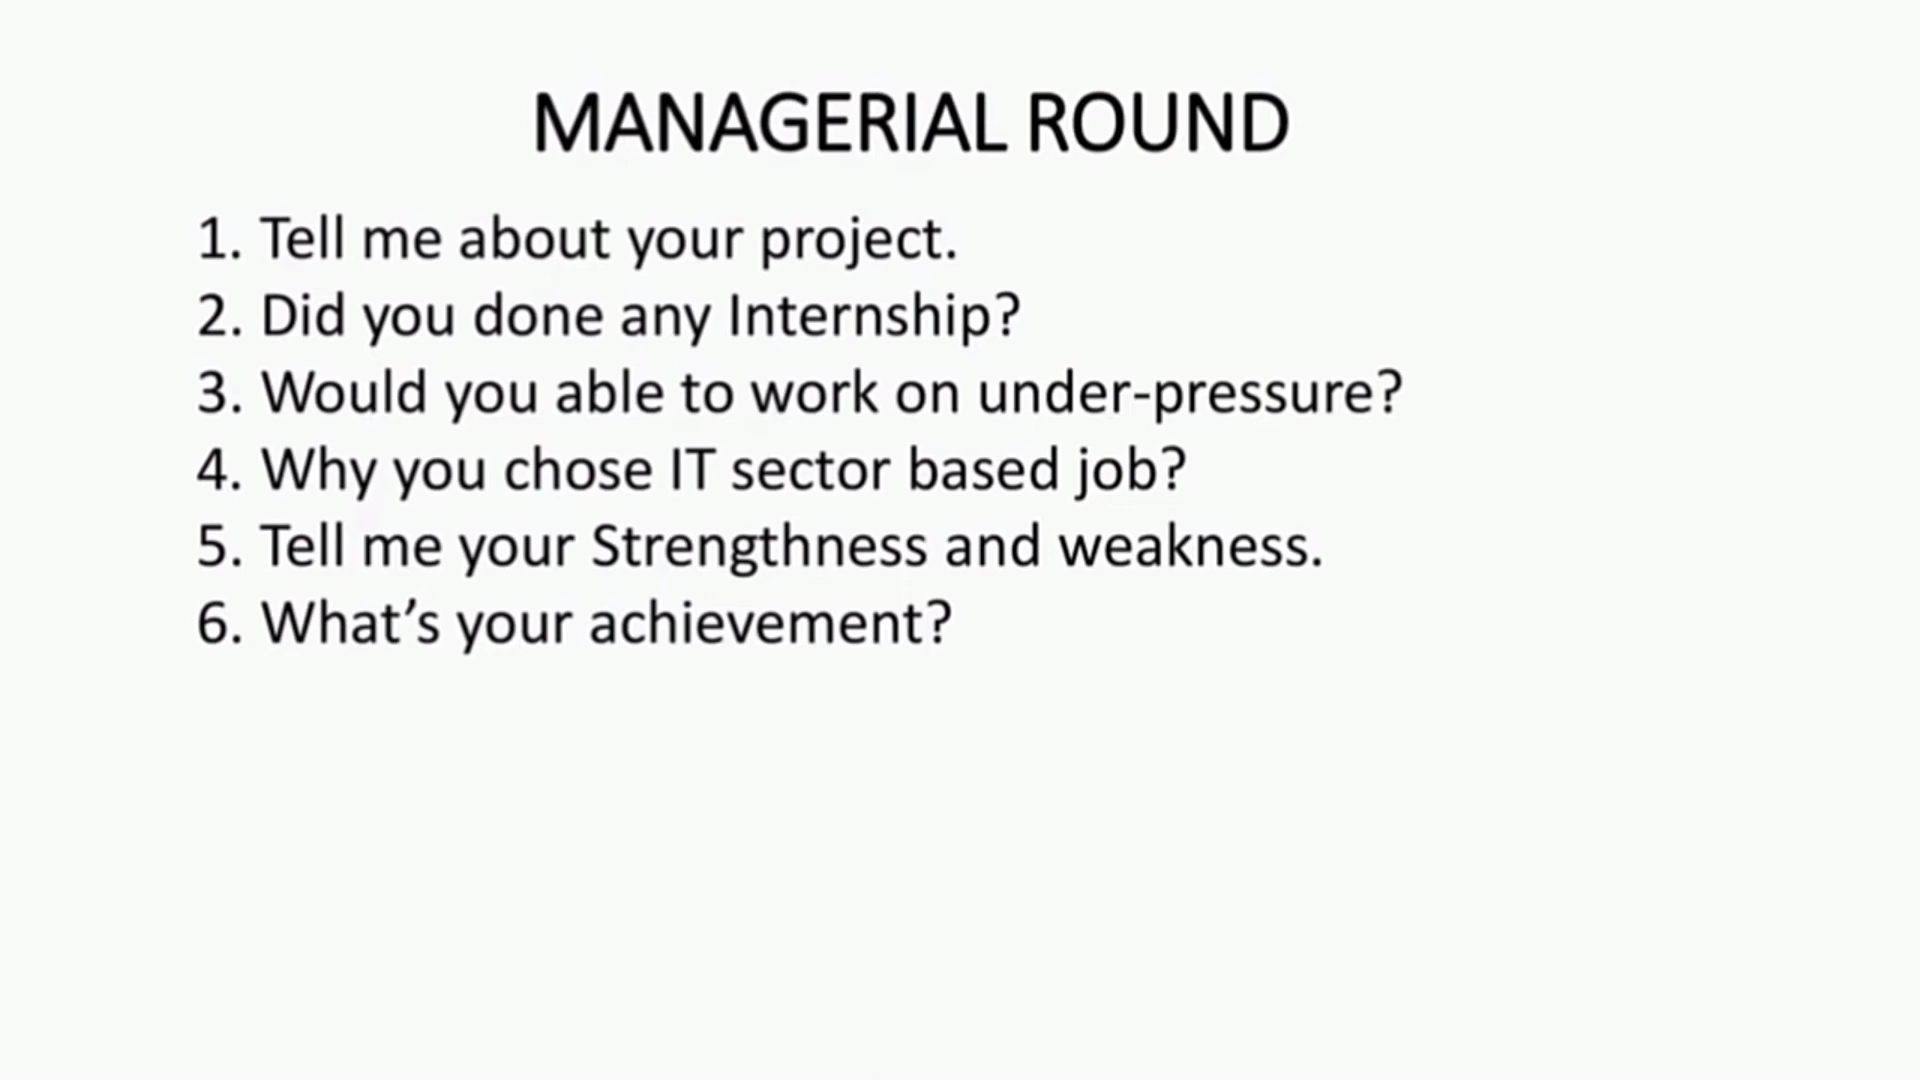 MANAGERIAL ROUND
1. Tell me about your project.
2. Did you done any Internship?
3. Would you able to work on under-pressure?
4. Why you chose IT sector based job?
5. Tell me your Strengthness and weakness.
6. What’s your achievement?